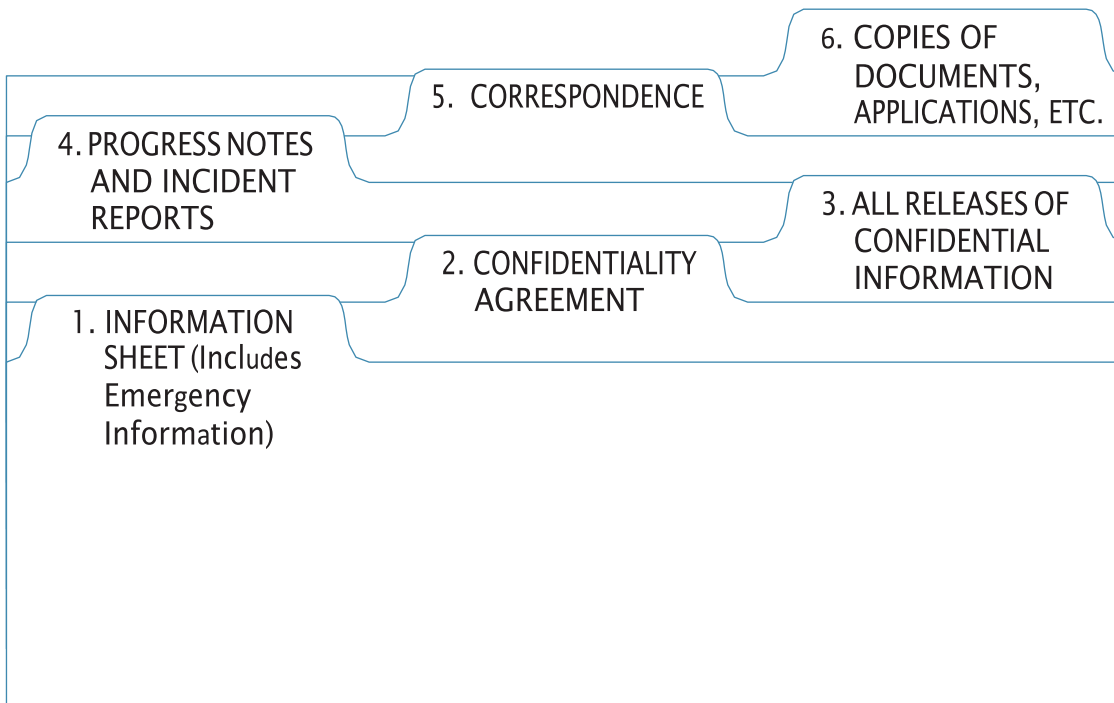 6. COPIES OF
DOCUMENTS,
APPLICATIONS, ETC.
5. CORRESPONDENCE
4. PROGRESS NOTES
AND INCIDENT
REPORTS
3. ALL RELEASES OF
CONFIDENTIAL
INFORMATION
2. CONFIDENTIALITY
AGREEMENT
1. INFORMATION
SHEET (Includes
Emergency
Information)